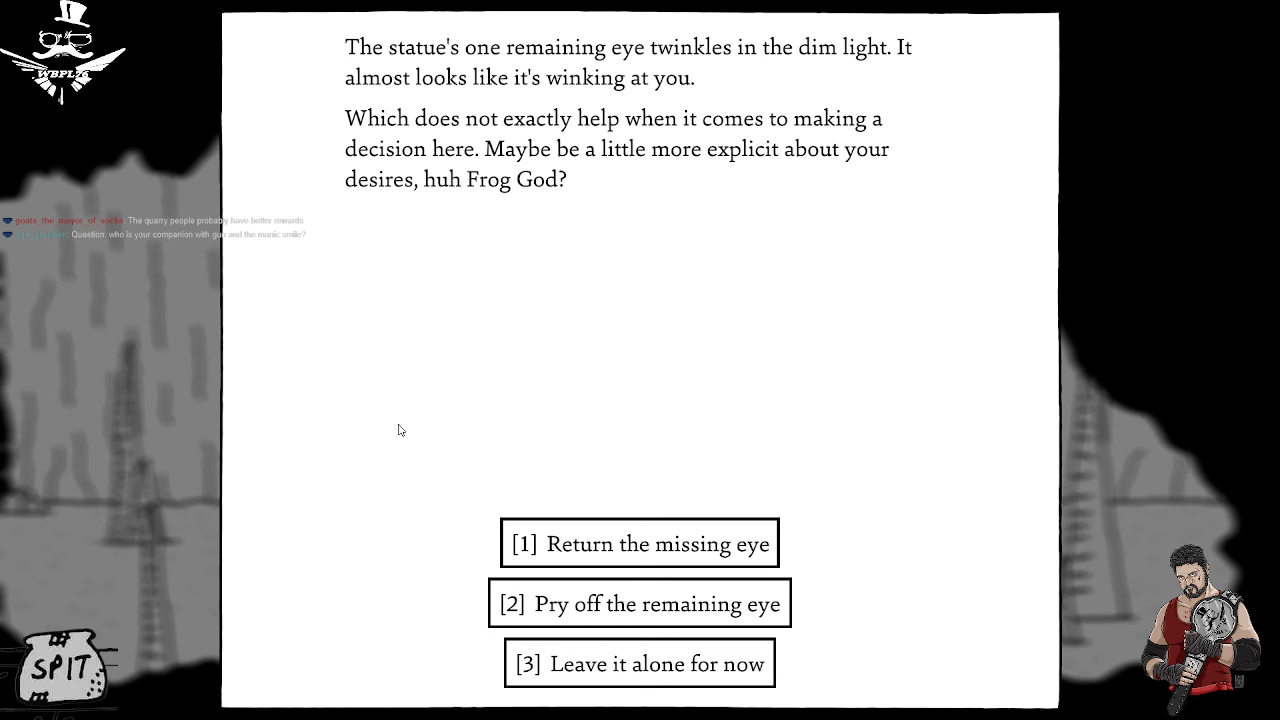 WBPL76
The statue's one remaining eye twinkles in the dim light. It
almost looks like it's winking at you.
Which does not exactly help when it comes to making a
decision here. Maybe be a little more explicit about your
desires, huh Frog God?
goats_the_mayor_of_socks: The quarry people probably have better rewards
Question: who is your companion with gun and the manic smile?
[1] Return the missing eye
[2] Pry off the remaining eye
[3] Leave it alone for now
SPIT